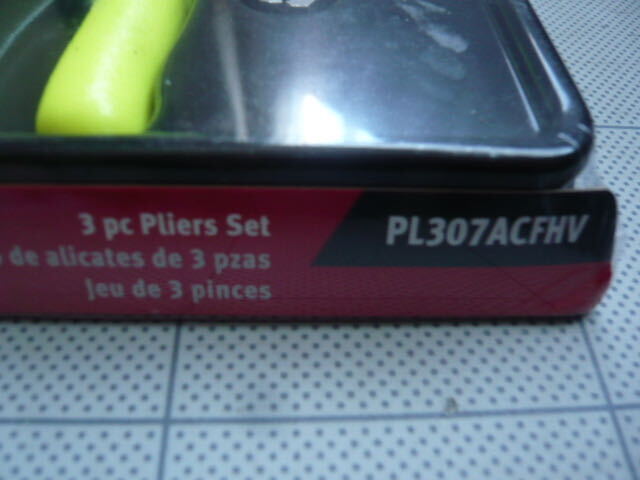 3 pc Pliers Set
de alicates de 3 pzas
Jeu de 3 pinces
PL307ACFHV